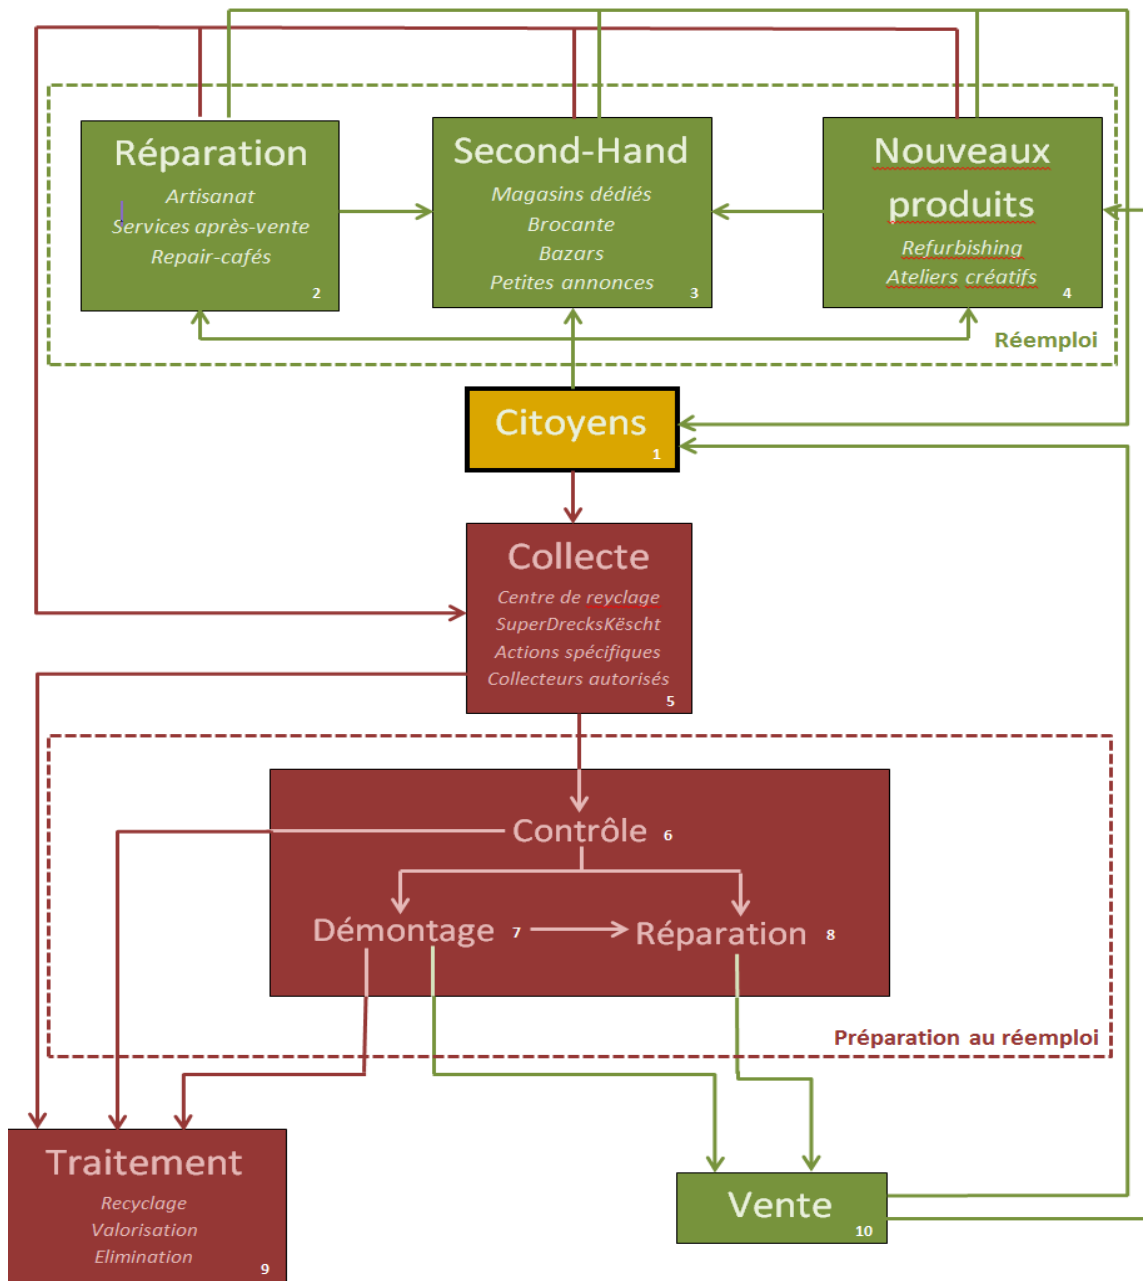 Réparation
Artisanat
Services après-vente
Repair-cafés
2
Second-Hand
Magasins dédiés
Brocante
Bazars
Petites annonces
3
Nouveaux
produits
Refurbishing
Ateliers créatifs
4
Réemploi
Citoyens
1
Collecte
Centre de reyclage
SuperDrecksKëscht
Actions spécifiques
Collecteurs autorisés
5
Contrôle 6
Démontage 7
Réparation 8
Préparation au réemploi
Traitement
Recyclage
Valorisation
Elimination
9
Vente
10